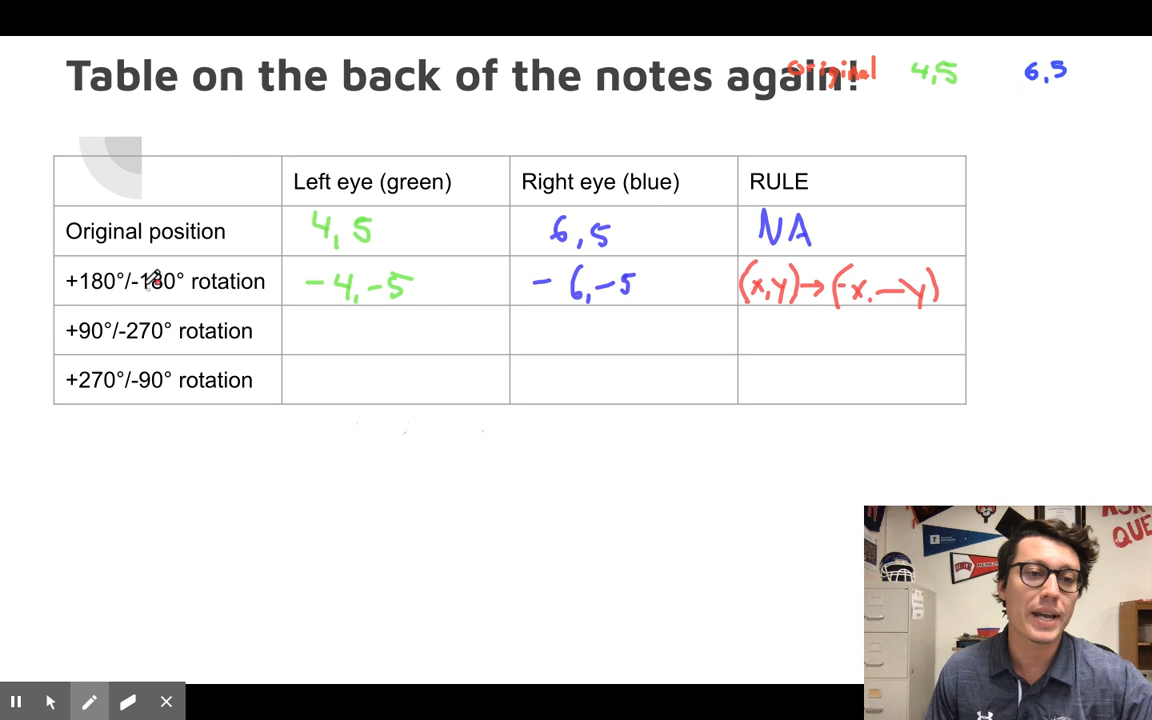 Table on the back of the notes again!
original 4,5 6,5
Left eye (green) Right eye (blue) RULE
Original position 4,5 6,5 NA
+180°/-180° rotation -4,-5 -6,-5 (x,y)→(-x,-y)
+90°/-270° rotation
+270°/-90° rotation
ASK
QUE